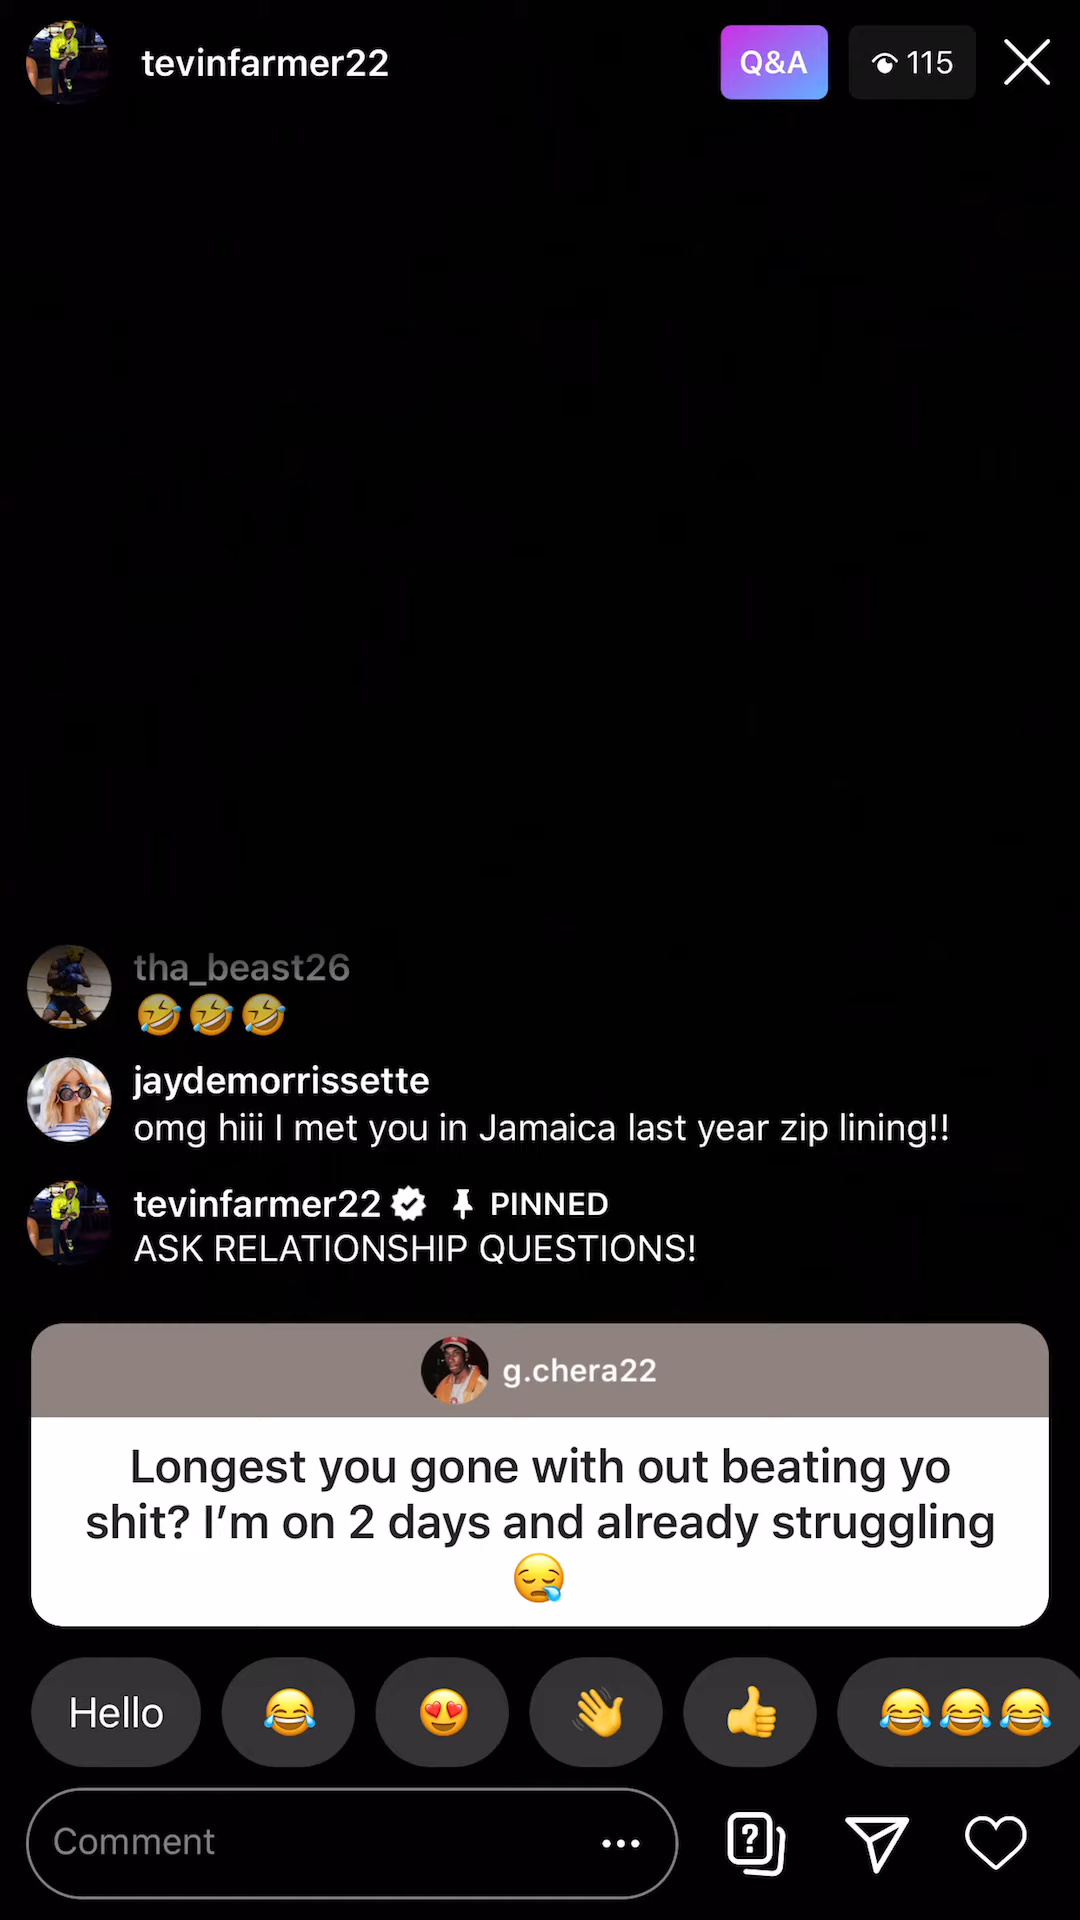 tevinfarmer22
Q&A
115
tha_beast26
🤣🤣🤣
jaydemorrissette
omg hiii I met you in Jamaica last year zip lining!!
tevinfarmer22 PINNED
ASK RELATIONSHIP QUESTIONS!
g.chera22
Longest you gone with out beating yo
shit? I’m on 2 days and already struggling
😪
Hello 😂 😍 👋 👍 😂😂😂
Comment